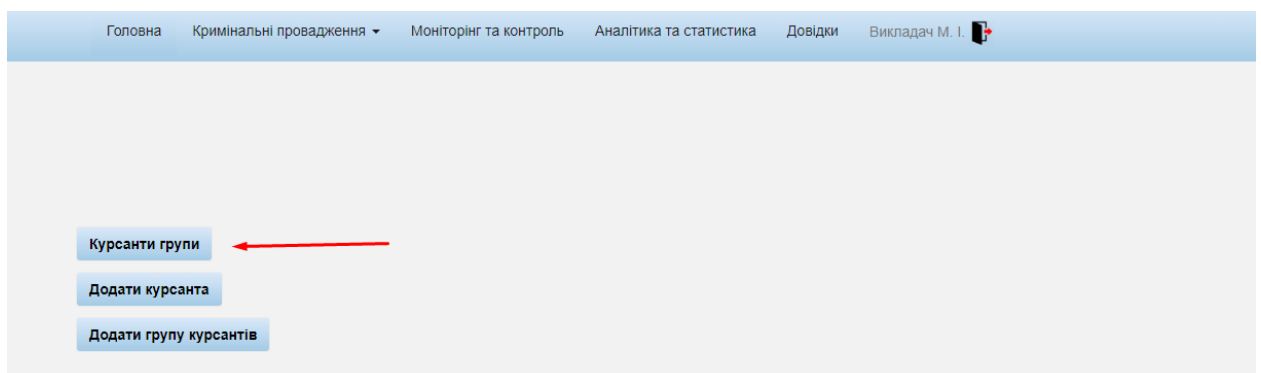 Головна Кримінальні провадження Моніторінг та контроль Аналітика та статистика Довідки Викладач М. І.
Курсанти групи
Додати курсанта
Додати групу курсантів